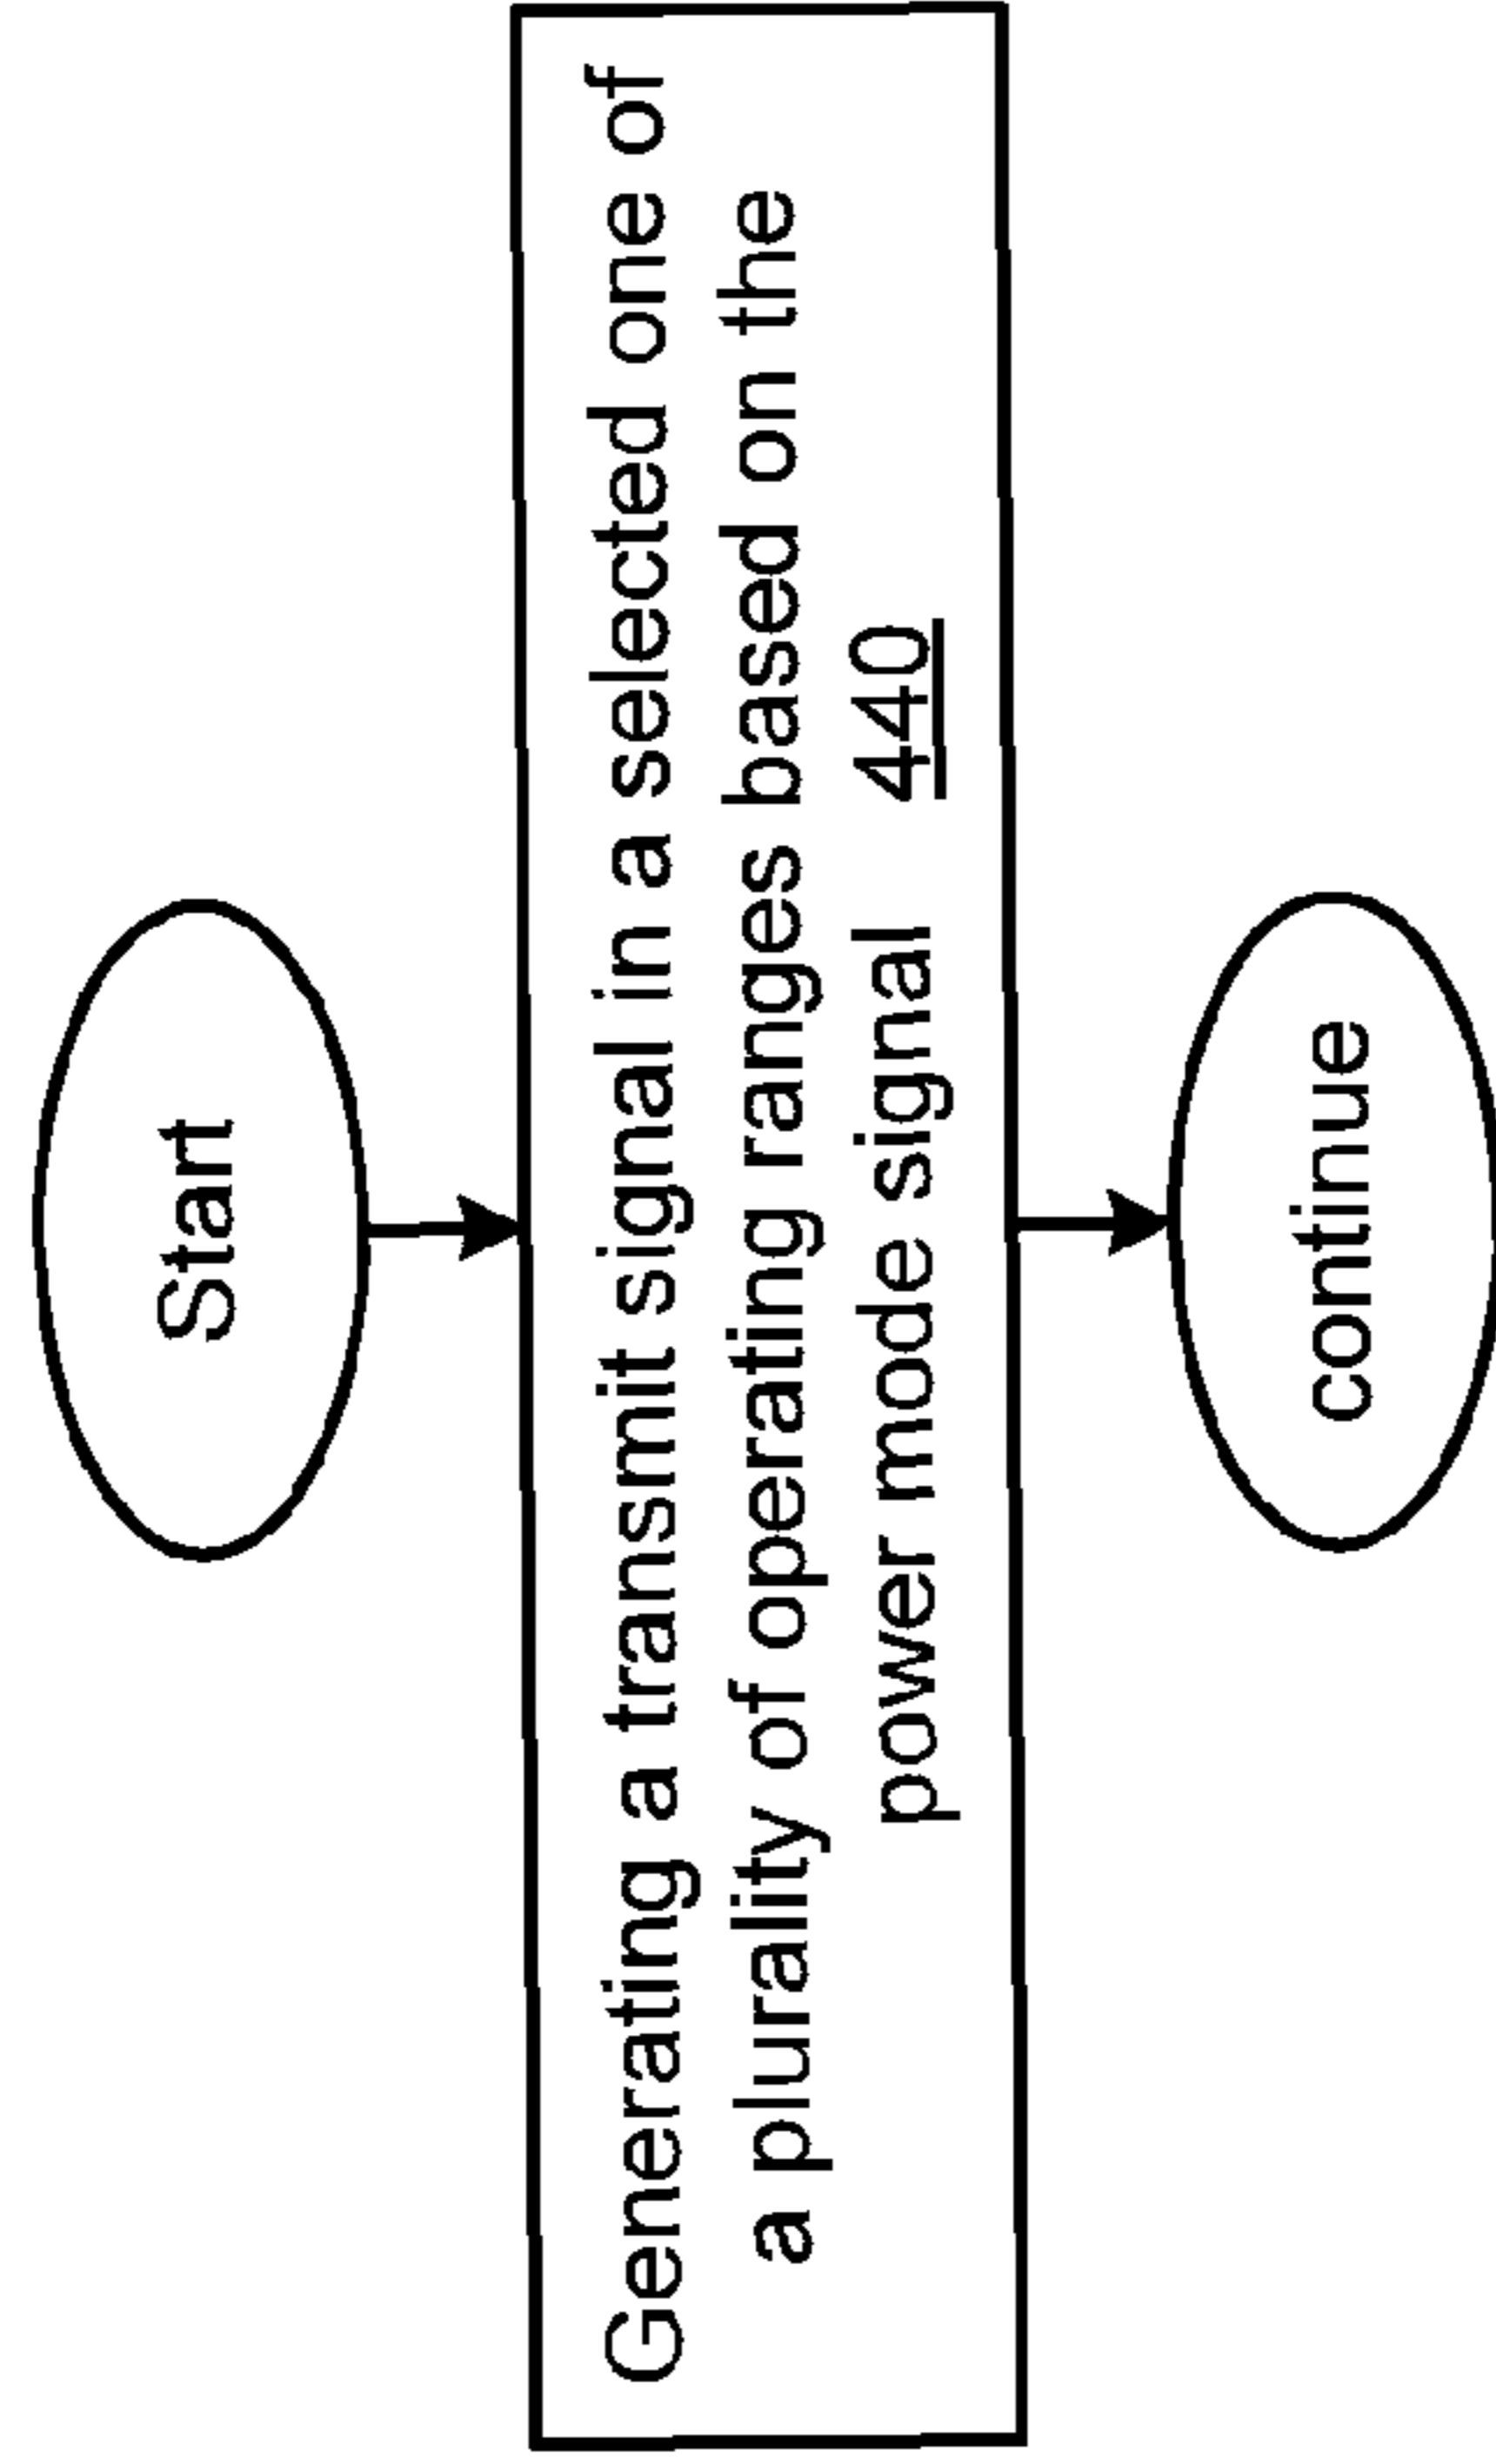 Start
Generating a transmit signal in a selected one of
a plurality of operating ranges based on the
power mode signal 440
continue